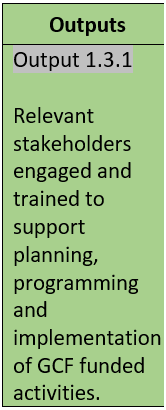 Outputs
Output 1.3.1
Relevant
stakeholders
engaged and
trained to
support
planning,
programming
and
implementation
of GCF funded
activities.